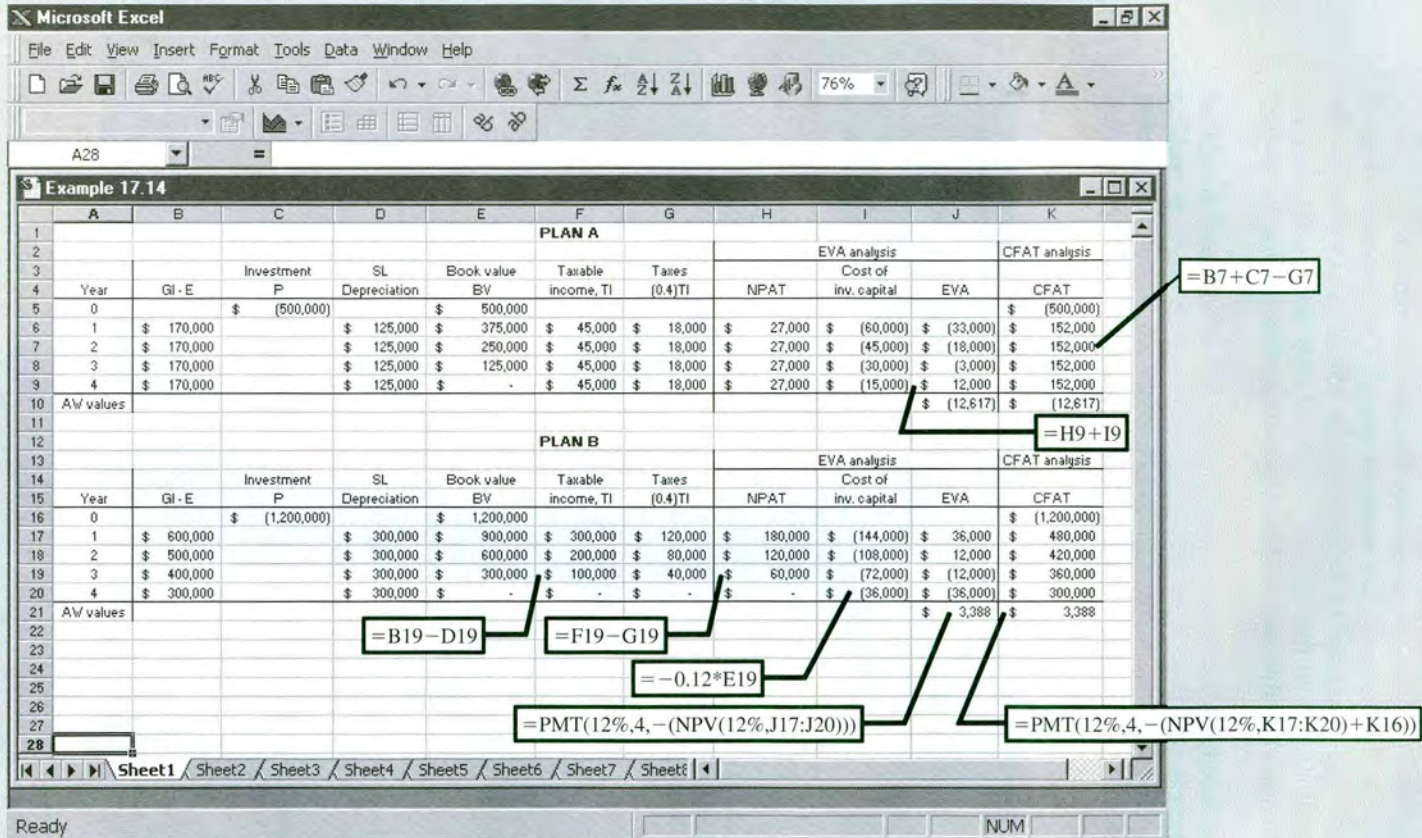 Microsoft Excel
File Edit View Insert Format Tools Data Window Help
76%
A28 =
Example 17.14
A B C D E F G H I J K
1 PLAN A
2 EVA analysis CFAT analysis
3 Investment SL Book value Taxable Taxes Cost of
4 Year GI - E P Depreciation BV income, TI (0.4)TI NPAT inv. capital EVA CFAT
5 0 $ (500,000) $ 500,000 $ (500,000)
6 1 $ 170,000 $ 125,000 $ 375,000 $ 45,000 $ 18,000 $ 27,000 $ (60,000) $ (33,000) $ 152,000
7 2 $ 170,000 $ 125,000 $ 250,000 $ 45,000 $ 18,000 $ 27,000 $ (45,000) $ (18,000) $ 152,000
8 3 $ 170,000 $ 125,000 $ 125,000 $ 45,000 $ 18,000 $ 27,000 $ (30,000) $ (3,000) $ 152,000
9 4 $ 170,000 $ 125,000 $ - $ 45,000 $ 18,000 $ 27,000 $ (15,000) $ 12,000 $ 152,000
10 AW values $ (12,617) $ (12,617)
=B7+C7−G7
11
=H9+I9
12 PLAN B
13 EVA analysis CFAT analysis
14 Investment SL Book value Taxable Taxes Cost of
15 Year GI - E P Depreciation BV income, TI (0.4)TI NPAT inv. capital EVA CFAT
16 0 $ (1,200,000) $ 1,200,000 $ (1,200,000)
17 1 $ 600,000 $ 300,000 $ 900,000 $ 300,000 $ 120,000 $ 180,000 $ (144,000) $ 36,000 $ 480,000
18 2 $ 500,000 $ 300,000 $ 600,000 $ 200,000 $ 80,000 $ 120,000 $ (108,000) $ 12,000 $ 420,000
19 3 $ 400,000 $ 300,000 $ 300,000 $ 100,000 $ 40,000 $ 60,000 $ (72,000) $ (12,000) $ 360,000
20 4 $ 300,000 $ 300,000 $ - $ - $ - $ - $ (36,000) $ (36,000) $ 300,000
21 AW values $ 3,388 $ 3,388
22
=B19−D19 =F19−G19
23
24
=−0.12*E19
25
26
27
=PMT(12%,4,−(NPV(12%,J17:J20))) =PMT(12%,4,−(NPV(12%,K17:K20)+K16))
28
Sheet1 Sheet2 Sheet3 Sheet4 Sheet5 Sheet6 Sheet7 Sheet8
Ready NUM